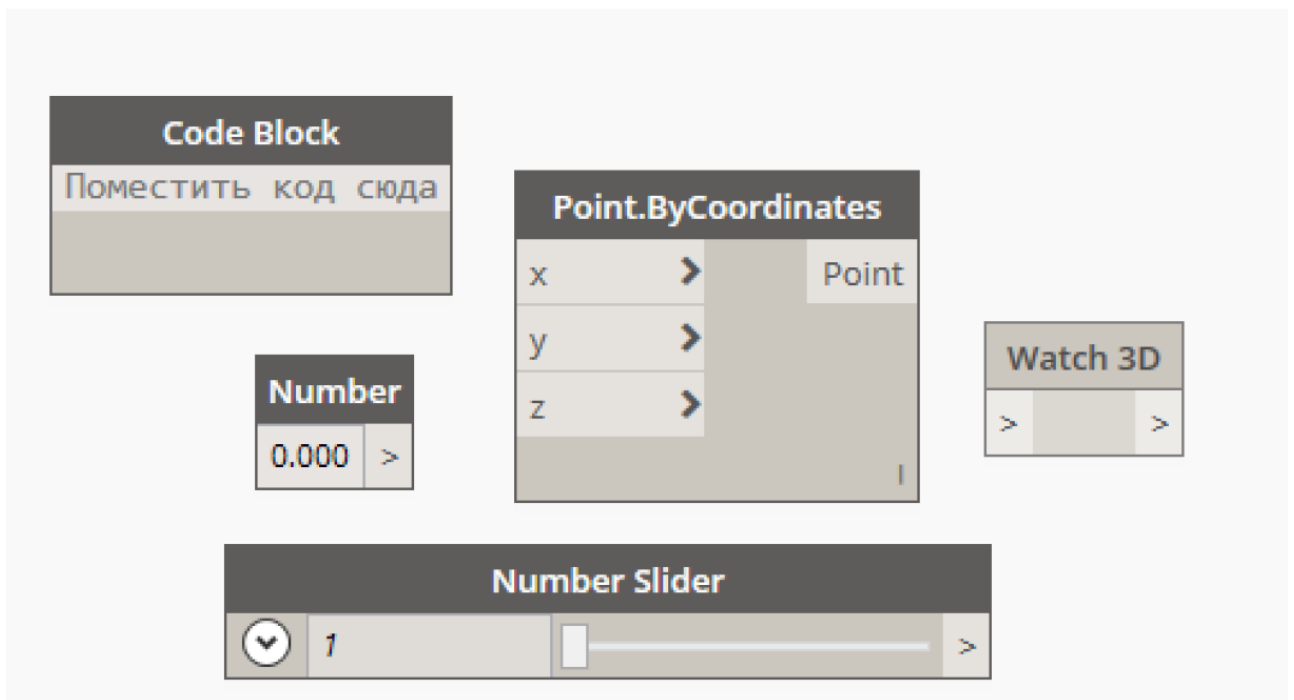 Code Block
Поместить код сюда
Point.ByCoordinates
x > Point
y >
z >
l
Number
0.000 >
Watch 3D
> >
Number Slider
1 >